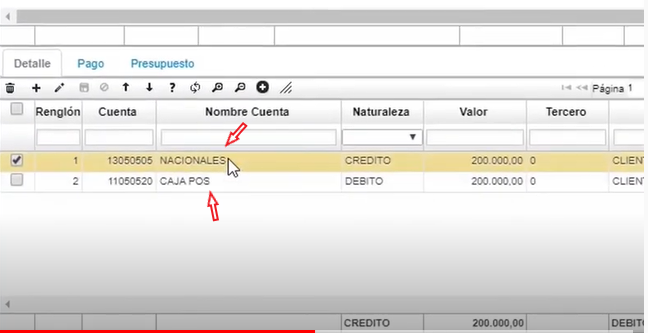 Detalle Pago Presupuesto
Página 1
Renglón Cuenta Nombre Cuenta Naturaleza Valor Tercero
1 13050505 NACIONALES CREDITO 200.000,00 0 CLIEN
2 11050520 CAJA POS DEBITO 200.000,00 0 CLIEN
CREDITO 200.000,00 DEBIT